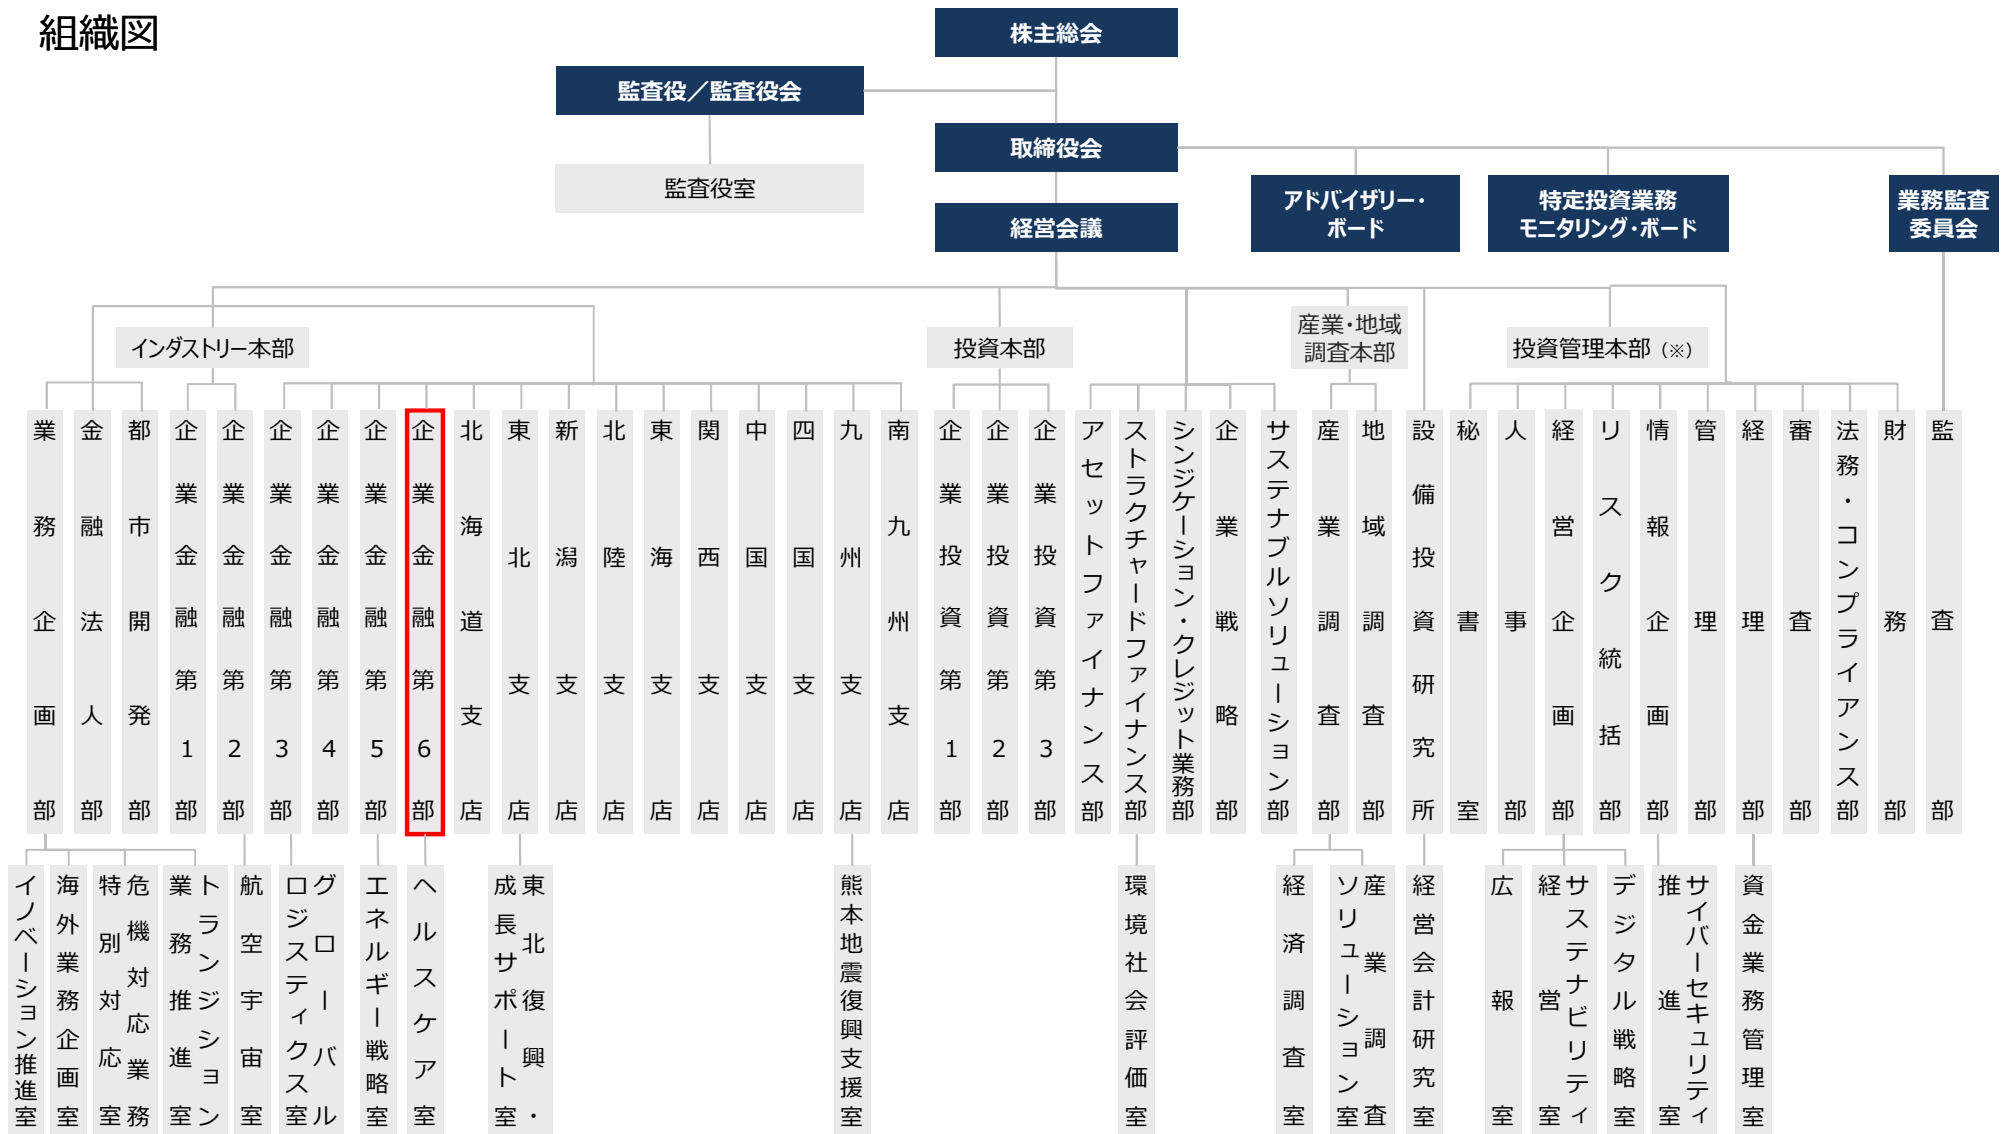 組織図
株主総会
監査役／監査役会
取締役会
監査役室
アドバイザリー・
ボード
特定投資業務
モニタリング・ボード
業務監査
委員会
経営会議
インダストリー本部
投資本部
産業・地域
調査本部
投資管理本部（※）
業務企画部
金融法人部
都市開発部
企業金融第1部
企業金融第2部
企業金融第3部
企業金融第4部
企業金融第5部
企業金融第6部
北海道支店
東北支店
新潟支店
北陸支店
東海支店
関西支店
中国支店
四国支店
九州支店
南九州支店
企業投資第1部
企業投資第2部
企業投資第3部
アセットファイナンス部
ストラクチャードファイナンス部
シンジケーション・クレジット業務部
企業戦略部
サステナブルソリューション部
産業調査部
地域調査部
設備投資研究所
秘書室
人事部
経営企画部
リスク統括部
情報企画部
管理部
経理部
審査部
法務・コンプライアンス部
財務部
監査部
イノベーション推進室
海外業務企画室
危機対応業務
特別対応室
トランジション
業務推進室
航空宇宙室
グローバル
ロジスティクス室
エネルギー戦略室
ヘルスケア室
東北復興・
成長サポート室
熊本地震復興支援室
環境社会評価室
経済調査室
産業調査
ソリューション室
経営会計研究室
広報室
サステナビリティ
経営室
デジタル戦略室
サイバーセキュリティ
推進室
資金業務管理室